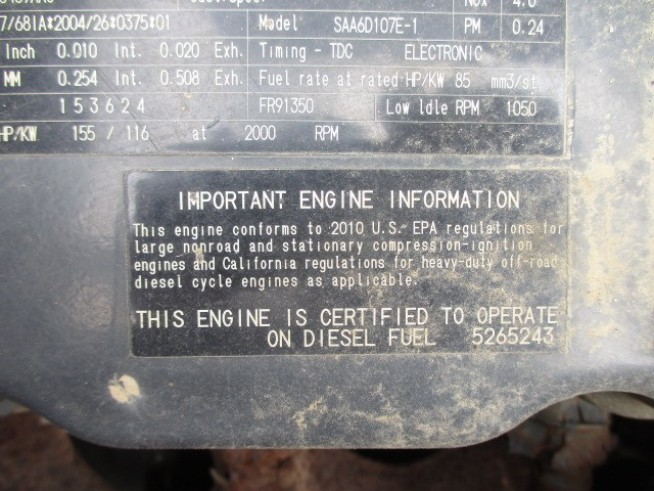 4.0
7/68IA*2004/26*0375*01 Model SAA6D107E-1 PM 0.24
Inch 0.010 Int. 0.020 Exh. Timing - TDC ELECTRONIC
MM 0.254 Int. 0.508 Exh. Fuel rate at rated HP/KW 85 mm3/st
153624 FR91350 Low Idle RPM 1050
HP/KW 155 / 116 at 2000 RPM
IMPORTANT ENGINE INFORMATION
This engine conforms to 2010 U.S. EPA regulations for
large nonroad and stationary compression-ignition
engines and California regulations for heavy-duty off-road
diesel cycle engines as applicable.
THIS ENGINE IS CERTIFIED TO OPERATE
ON DIESEL FUEL 5265243